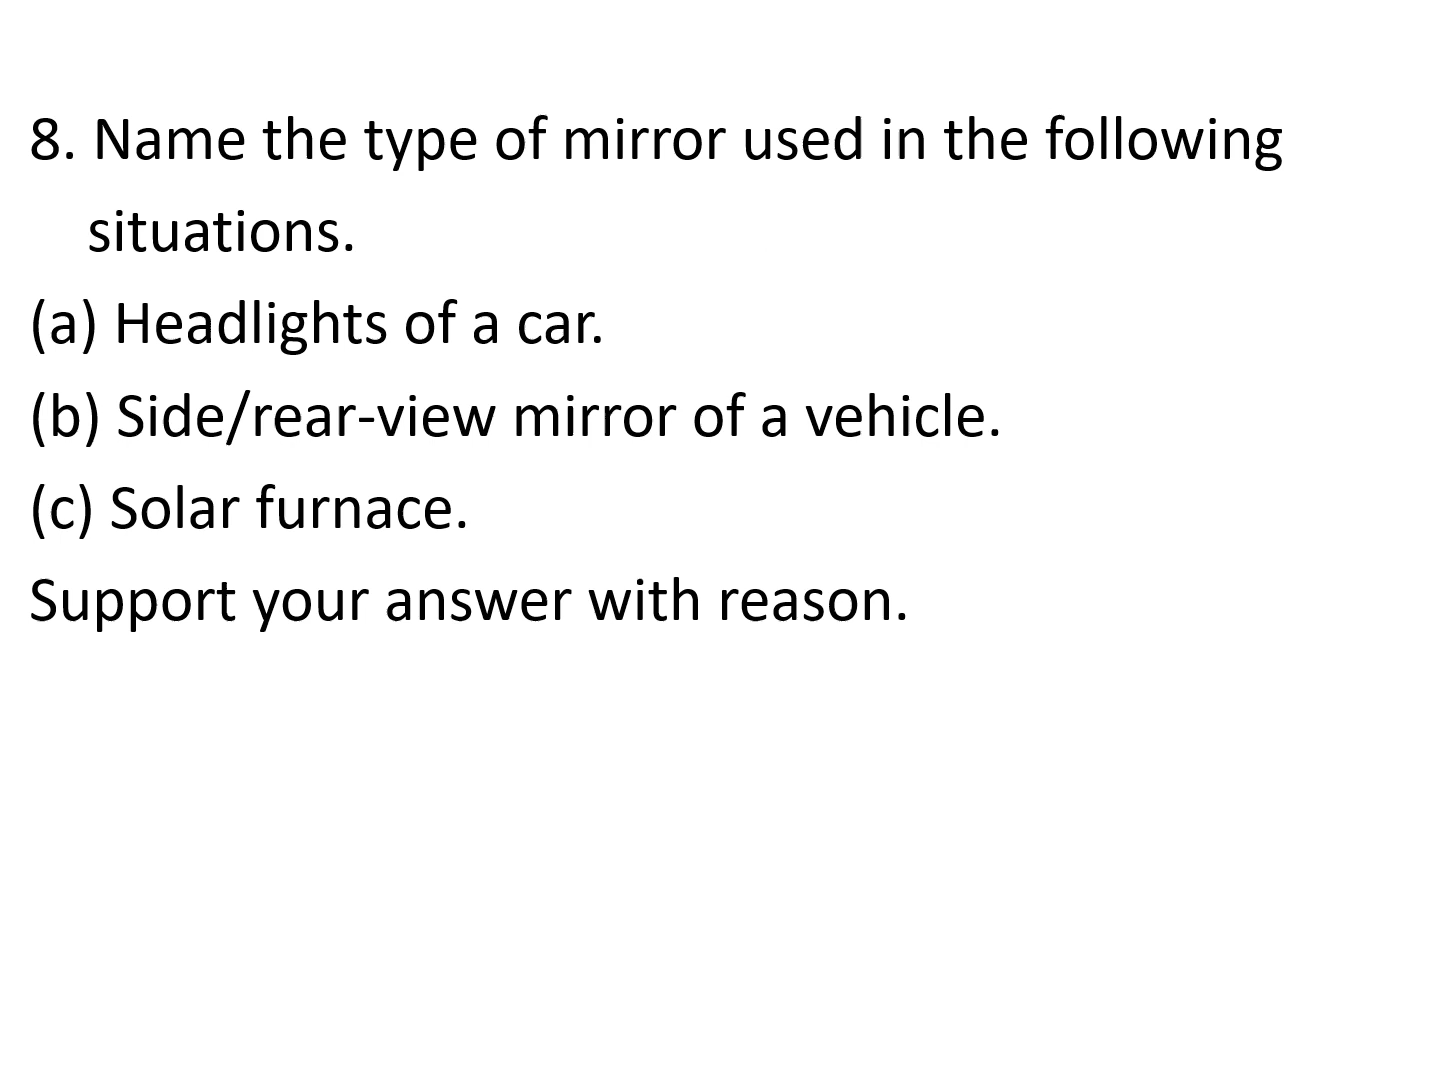 8. Name the type of mirror used in the following
situations.
(a) Headlights of a car.
(b) Side/rear-view mirror of a vehicle.
(c) Solar furnace.
Support your answer with reason.